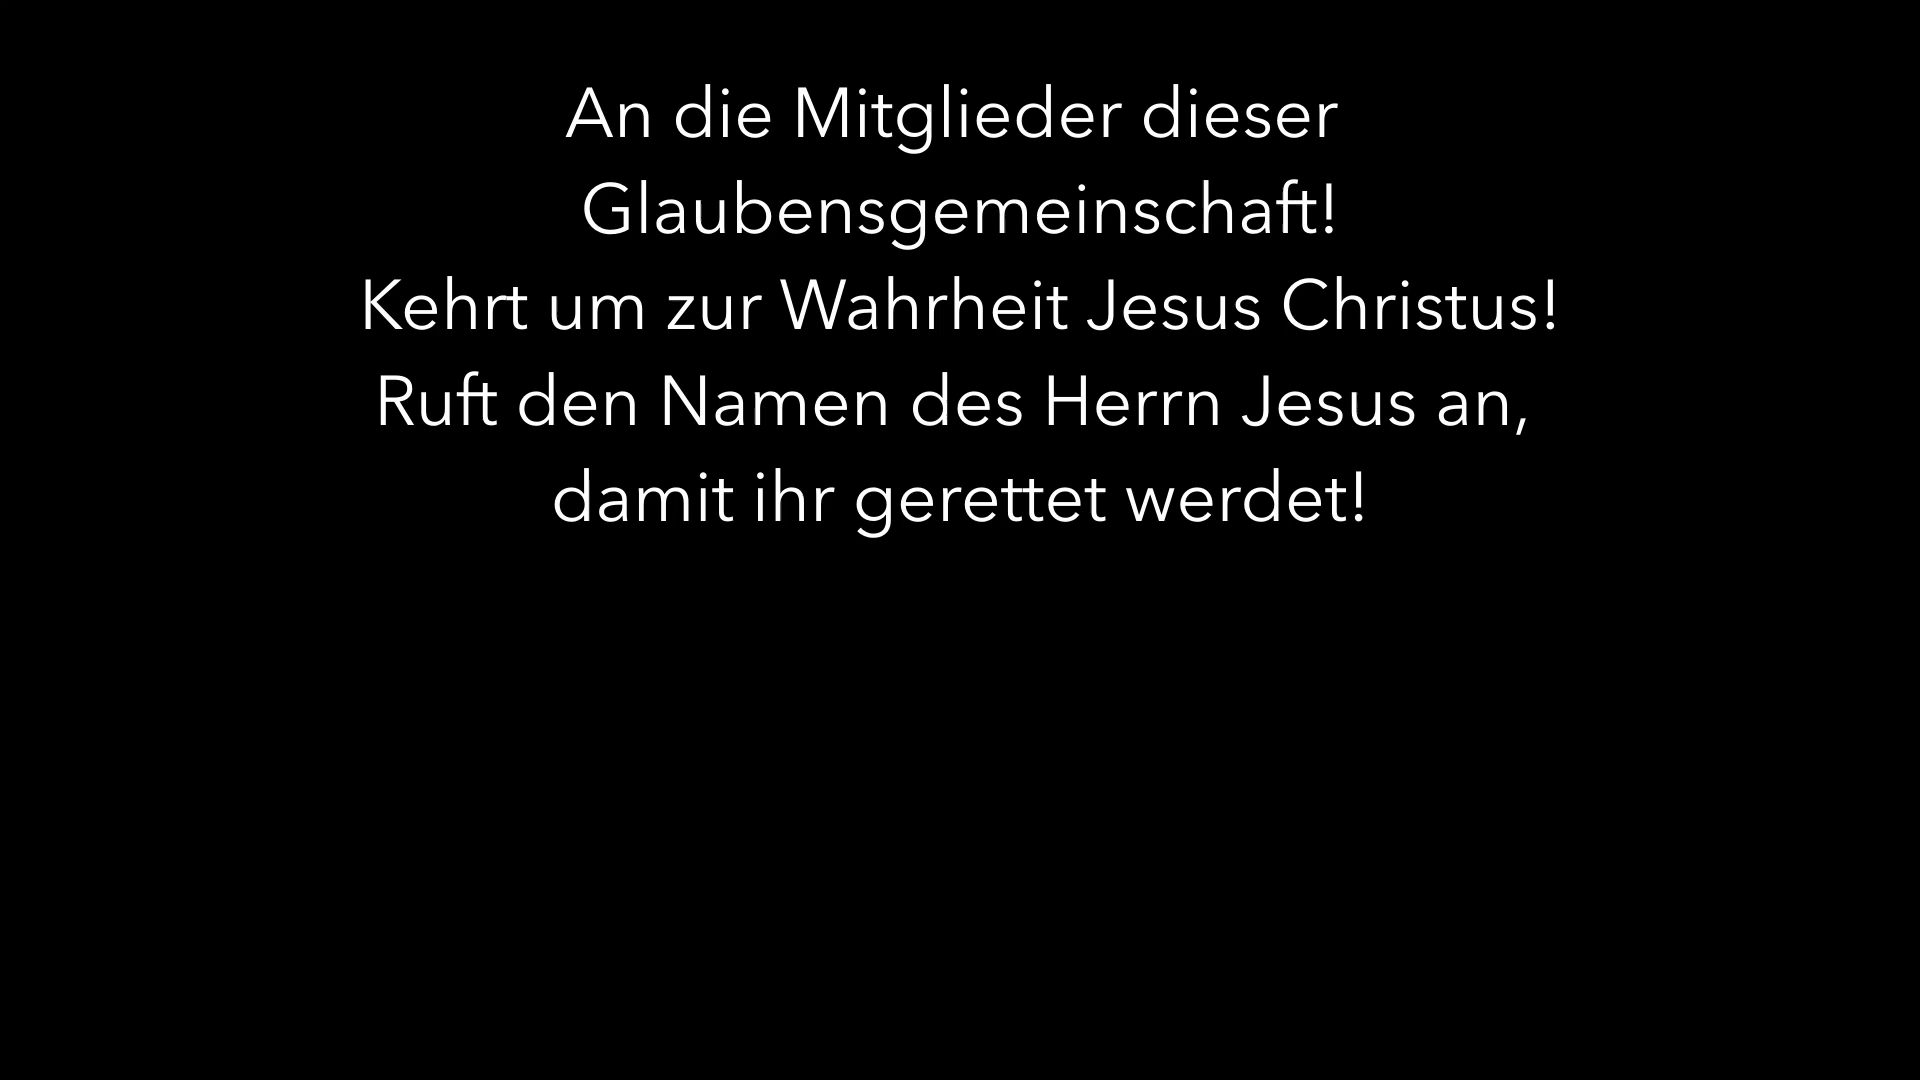 An die Mitglieder dieser
Glaubensgemeinschaft!
Kehrt um zur Wahrheit Jesus Christus!
Ruft den Namen des Herrn Jesus an,
damit ihr gerettet werdet!